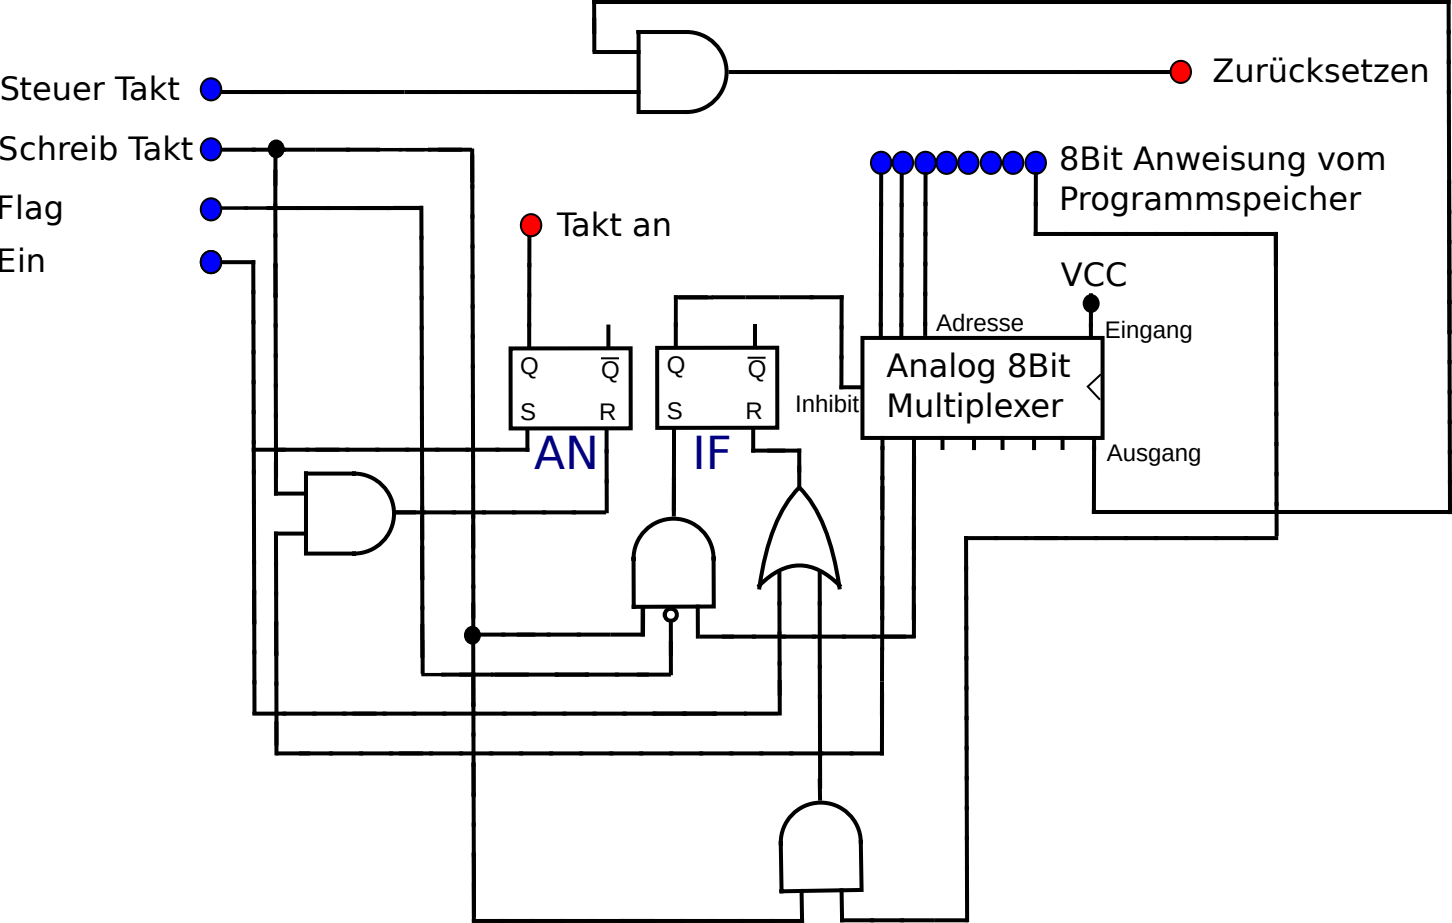 Steuer Takt
Zurücksetzen
Schreib Takt
8Bit Anweisung vom
Programmspeicher
Flag
Takt an
Ein
VCC
Adresse
Eingang
Q Q̅
S R
AN
Q Q̅
S R
IF
Inhibit
Analog 8Bit
Multiplexer
Ausgang